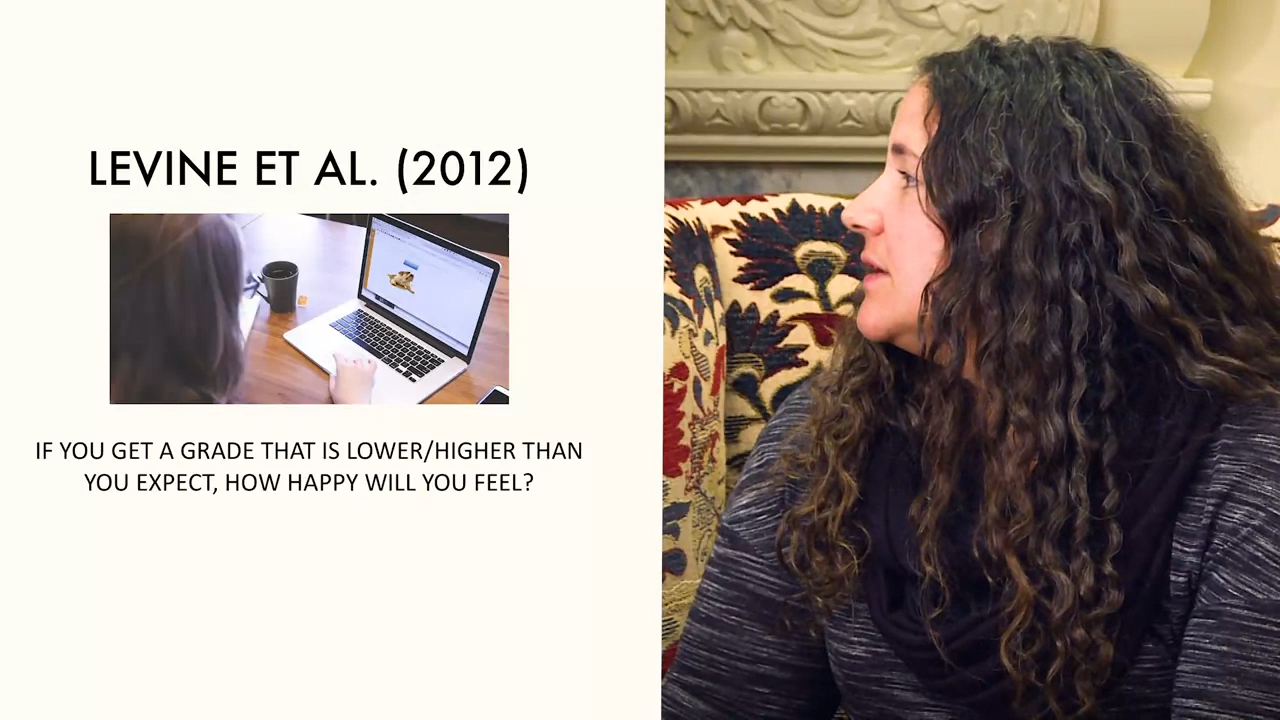 LEVINE ET AL. (2012)
IF YOU GET A GRADE THAT IS LOWER/HIGHER THAN
YOU EXPECT, HOW HAPPY WILL YOU FEEL?